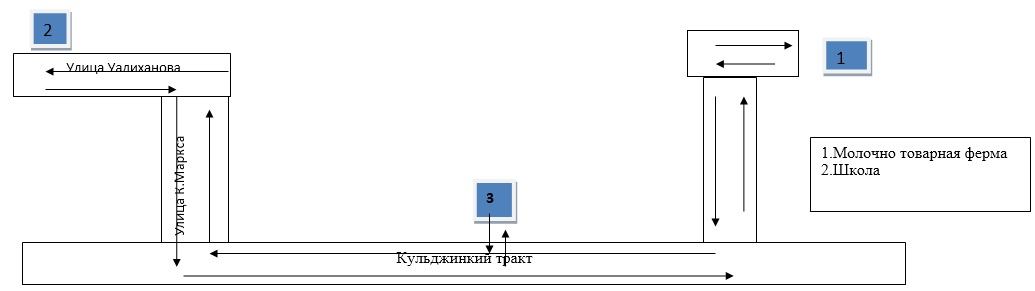 2
Улица Уалиханова
1
Улица К.Маркса
1.Молочно товарная ферма
2.Школа
3
Кульджинкий тракт